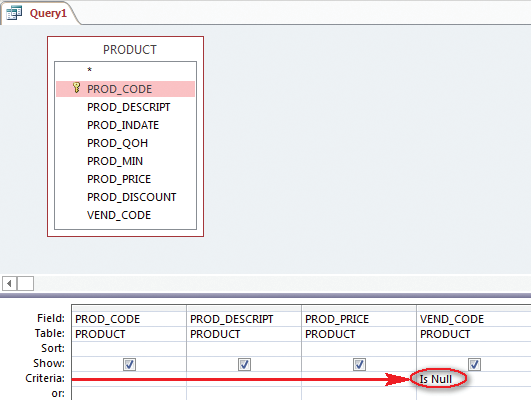 Query1
PRODUCT
*
PROD_CODE
PROD_DESCRIPT
PROD_INDATE
PROD_QOH
PROD_MIN
PROD_PRICE
PROD_DISCOUNT
VEND_CODE
Field: PROD_CODE PROD_DESCRIPT PROD_PRICE VEND_CODE
Table: PRODUCT PRODUCT PRODUCT PRODUCT
Sort:
Show:
Criteria: Is Null
or: